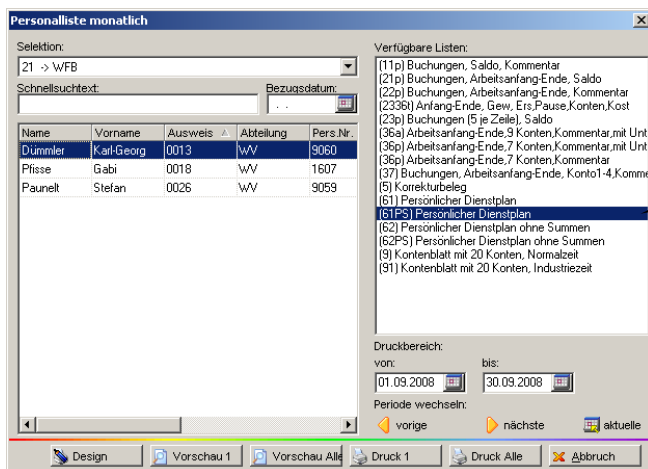 Personalliste monatlich
Selektion:
21 -> WFB
Schnellsuchtext:
Bezugsdatum:
. .
Name Vorname Ausweis Abteilung Pers.Nr.
Dümmler Karl-Georg 0013 WV 9060
Pfisse Gabi 0018 WV 1607
Paunelt Stefan 0026 WV 9059
Verfügbare Listen:
(11p) Buchungen, Saldo, Kommentar
(21p) Buchungen, Arbeitsanfang-Ende, Saldo
(22p) Buchungen, Arbeitsanfang-Ende, Kommentar
(2336t) Anfang-Ende, Gew, Ers,Pause,Konten,Kost
(23p) Buchungen (5 je Zeile), Saldo
(36a) Arbeitsanfang-Ende,9 Konten,Kommentar,mit Unt
(36p) Arbeitsanfang-Ende,7 Konten,Kommentar,mit Unt
(36p) Arbeitsanfang-Ende,7 Konten,Kommentar
(37) Buchungen, Arbeitsanfang-Ende, Konto1-4,Komme
(5) Korrekturbeleg
(61) Persönlicher Dienstplan
(61PS) Persönlicher Dienstplan
(62) Persönlicher Dienstplan ohne Summen
(62PS) Persönlicher Dienstplan ohne Summen
(9) Kontenblatt mit 20 Konten, Normalzeit
(91) Kontenblatt mit 20 Konten, Industriezeit
Druckbereich:
von: bis:
01.09.2008 30.09.2008
Periode wechseln:
vorige nächste aktuelle
Design Vorschau 1 Vorschau Alle Druck 1 Druck Alle Abbruch